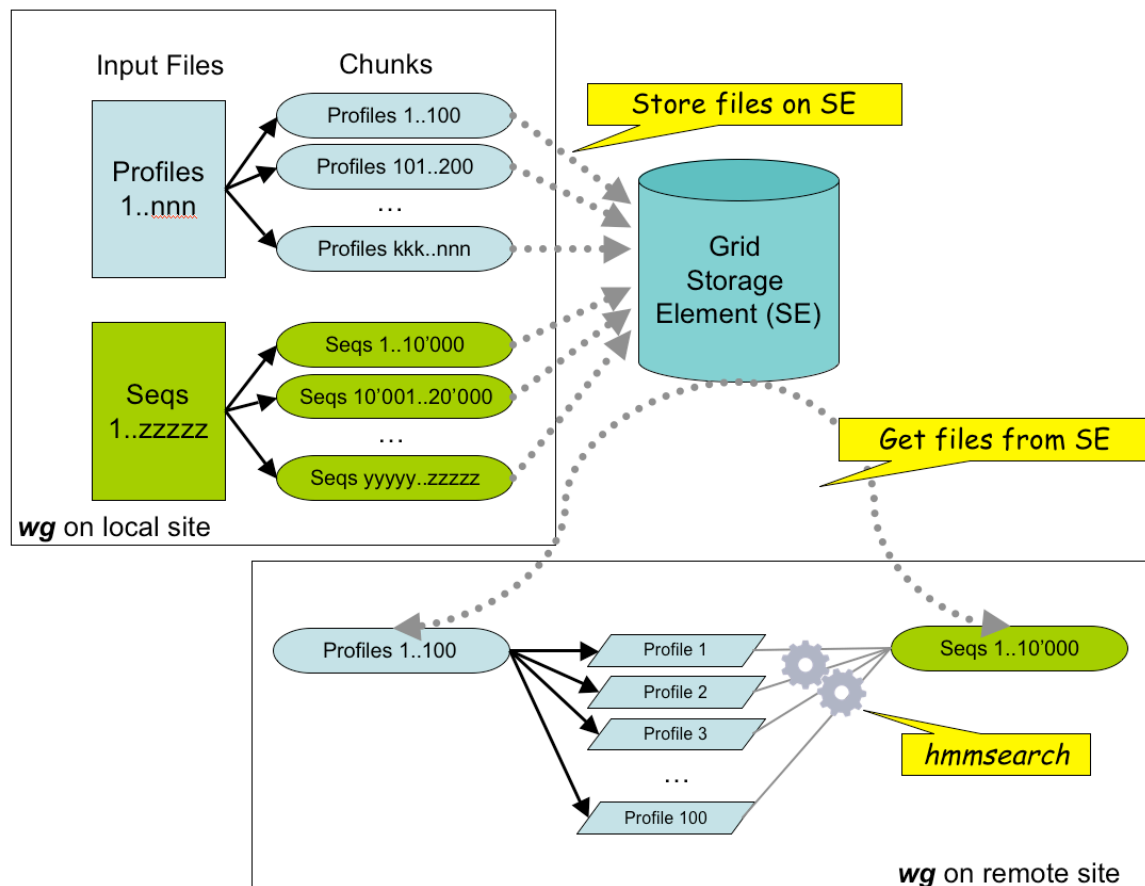 Input Files
Chunks
Profiles
1..nnn
Profiles 1..100
Profiles 101..200
…
Profiles kkk..nnn
Seqs
1..zzzzz
Seqs 1..10’000
Seqs 10’001..20’000
…
Seqs yyyyy..zzzzz
wg on local site
Store files on SE
Grid
Storage
Element (SE)
Get files from SE
Profiles 1..100
Profile 1
Profile 2
Profile 3
…
Profile 100
Seqs 1..10’000
hmmsearch
wg on remote site